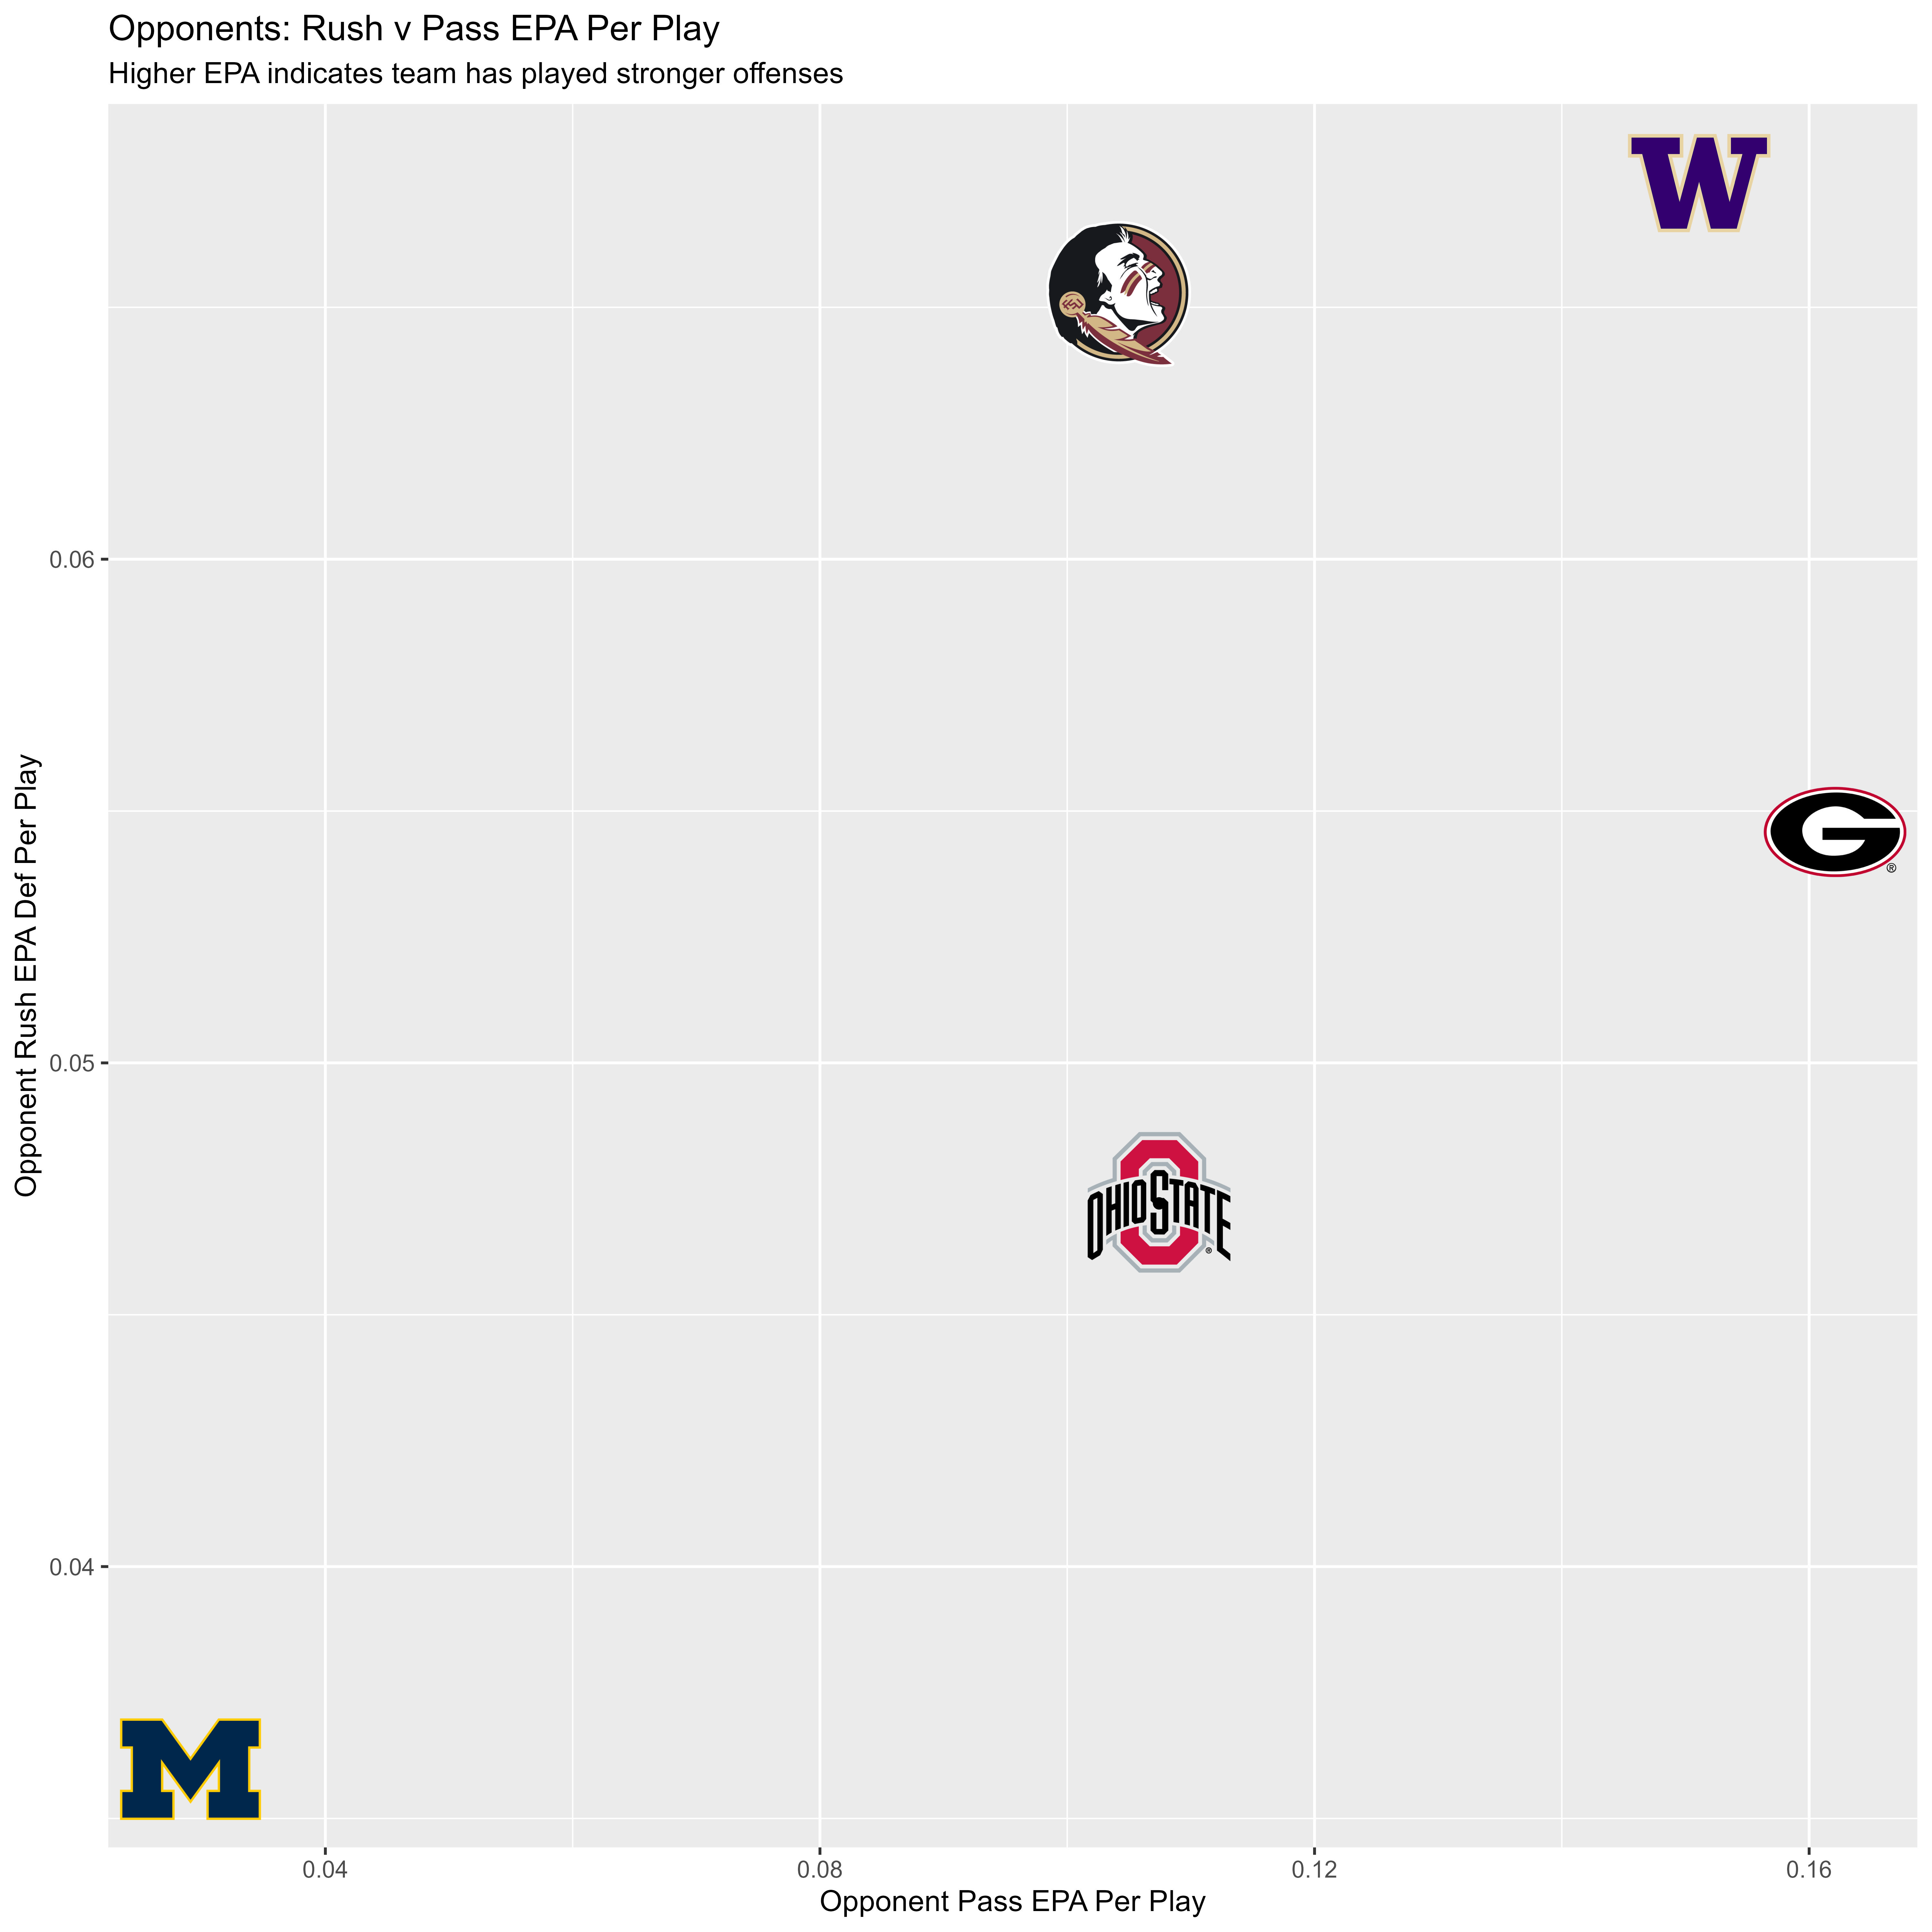 Opponents: Rush v Pass EPA Per Play
Higher EPA indicates team has played stronger offenses
W
G
®
0.06
0.05
0.04
Opponent Rush EPA Def Per Play
OHIO STATE
®
M
0.04
0.08
0.12
0.16
Opponent Pass EPA Per Play